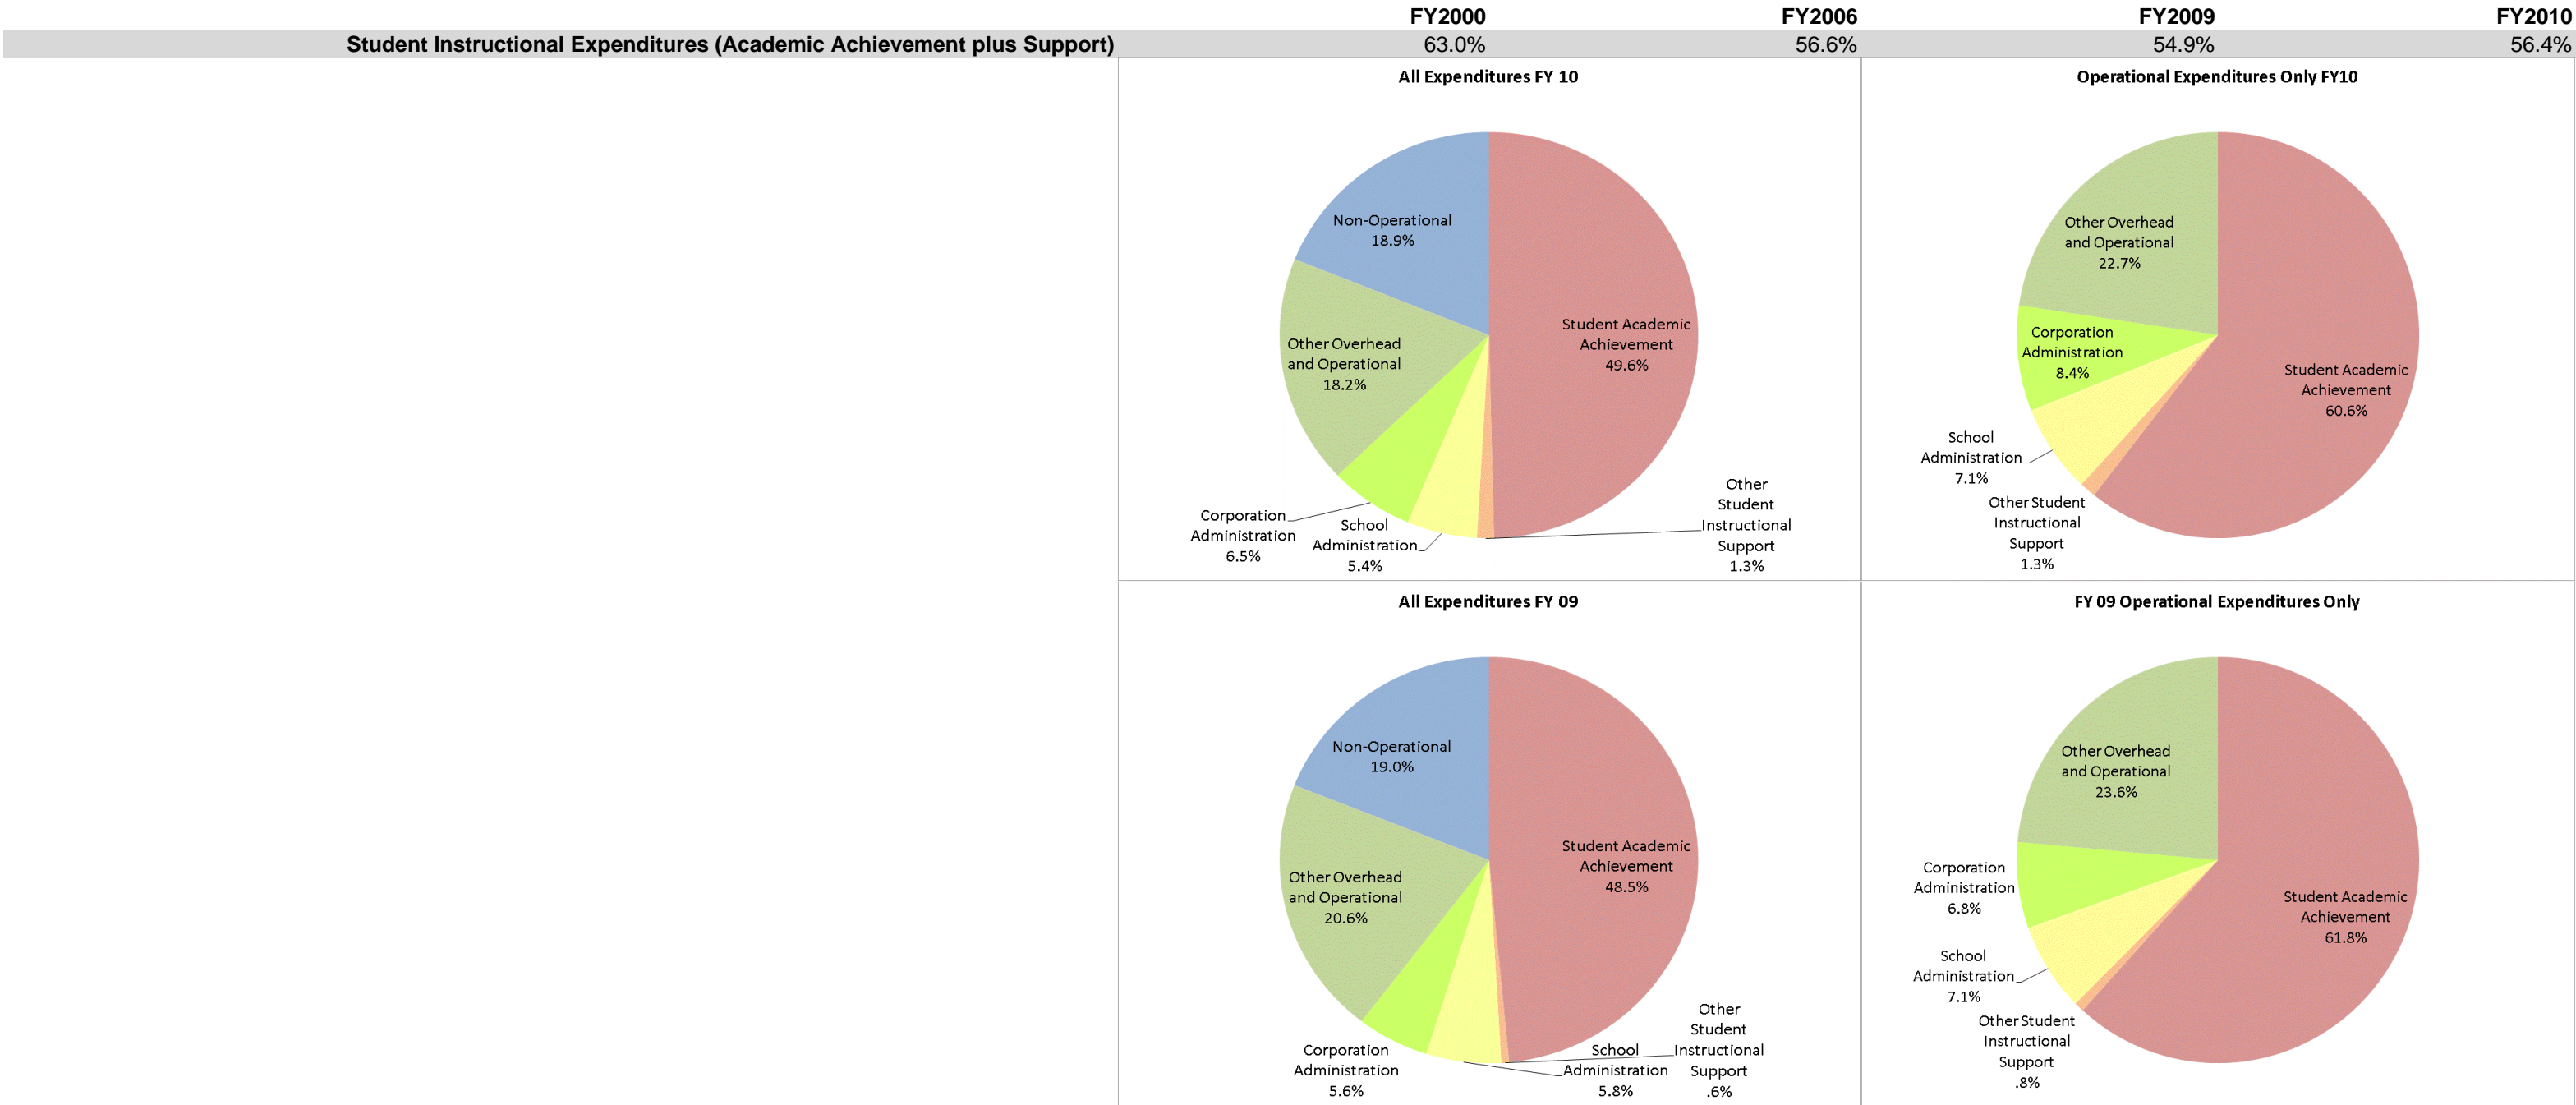 FY2000 FY2006 FY2009 FY2010
Student Instructional Expenditures (Academic Achievement plus Support) 63.0% 56.6% 54.9% 56.4%
All Expenditures FY 10
Non-Operational
18.9%
Student Academic
Achievement
49.6%
Other Overhead
and Operational
18.2%
Corporation
Administration
6.5%
School
Administration
5.4%
Other
Student
Instructional
Support
1.3%
Operational Expenditures Only FY10
Other Overhead
and Operational
22.7%
Corporation
Administration
8.4%
Student Academic
Achievement
60.6%
School
Administration
7.1%
Other Student
Instructional
Support
1.3%
All Expenditures FY 09
Non-Operational
19.0%
Student Academic
Achievement
48.5%
Other Overhead
and Operational
20.6%
Corporation
Administration
5.6%
School
Administration
5.8%
Other
Student
Instructional
Support
.6%
FY 09 Operational Expenditures Only
Other Overhead
and Operational
23.6%
Corporation
Administration
6.8%
Student Academic
Achievement
61.8%
School
Administration
7.1%
Other Student
Instructional
Support
.8%